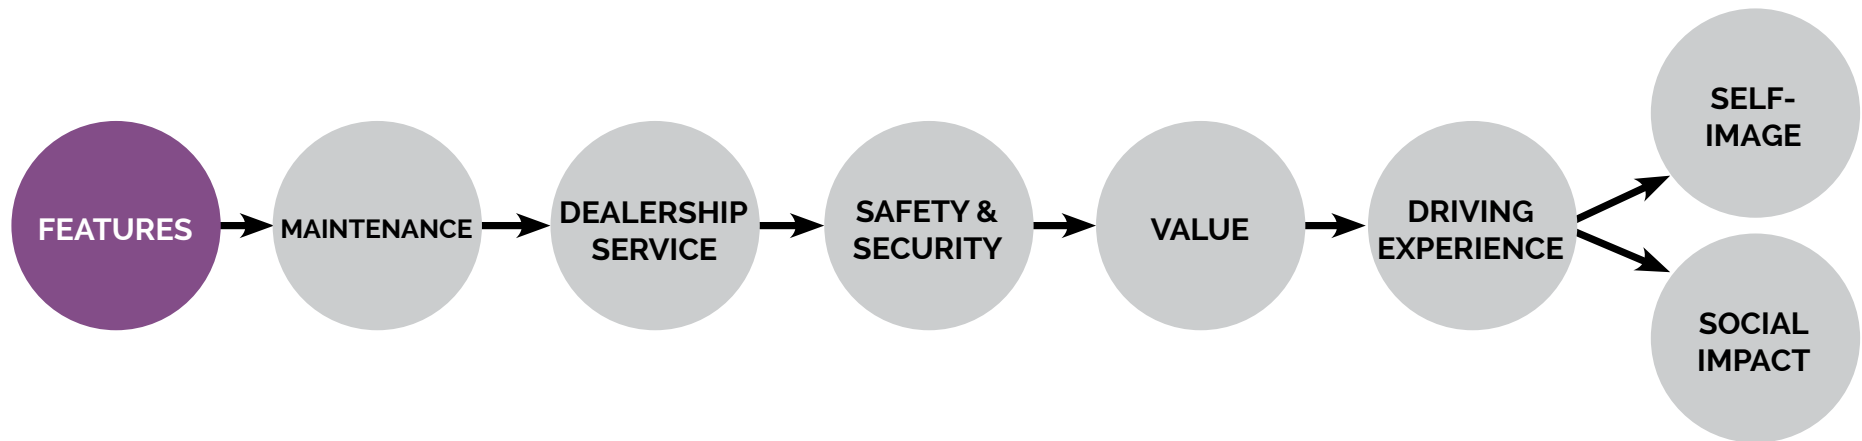 FEATURES
MAINTENANCE
DEALERSHIP
SERVICE
SAFETY &
SECURITY
VALUE
DRIVING
EXPERIENCE
SELF-
IMAGE
SOCIAL
IMPACT